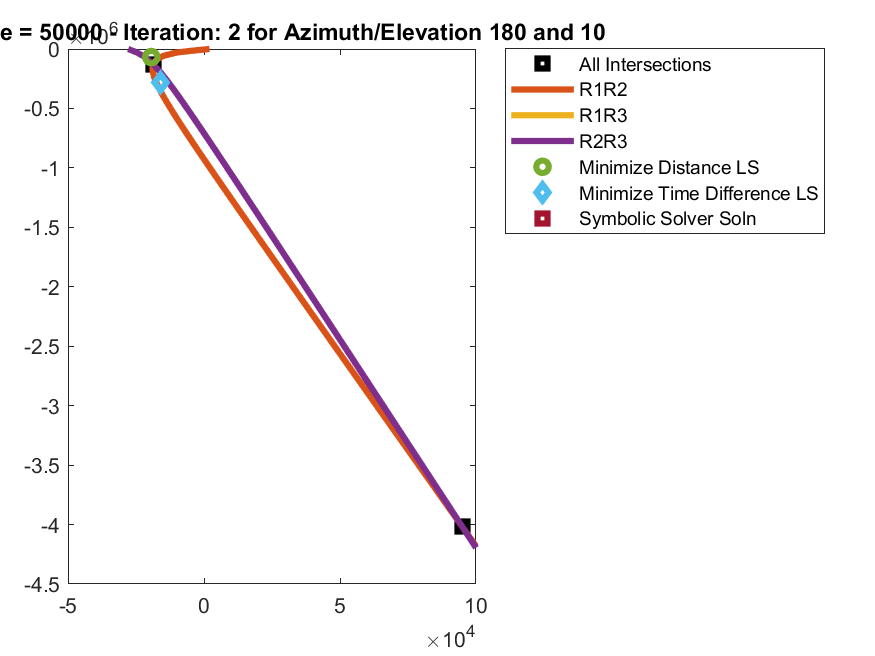 e = 50000 - Iteration: 2 for Azimuth/Elevation 180 and 10
×10^6
0
-0.5
-1
-1.5
-2
-2.5
-3
-3.5
-4
-4.5
-5
0
5
10
×10^4
All Intersections
R1R2
R1R3
R2R3
Minimize Distance LS
Minimize Time Difference LS
Symbolic Solver Soln